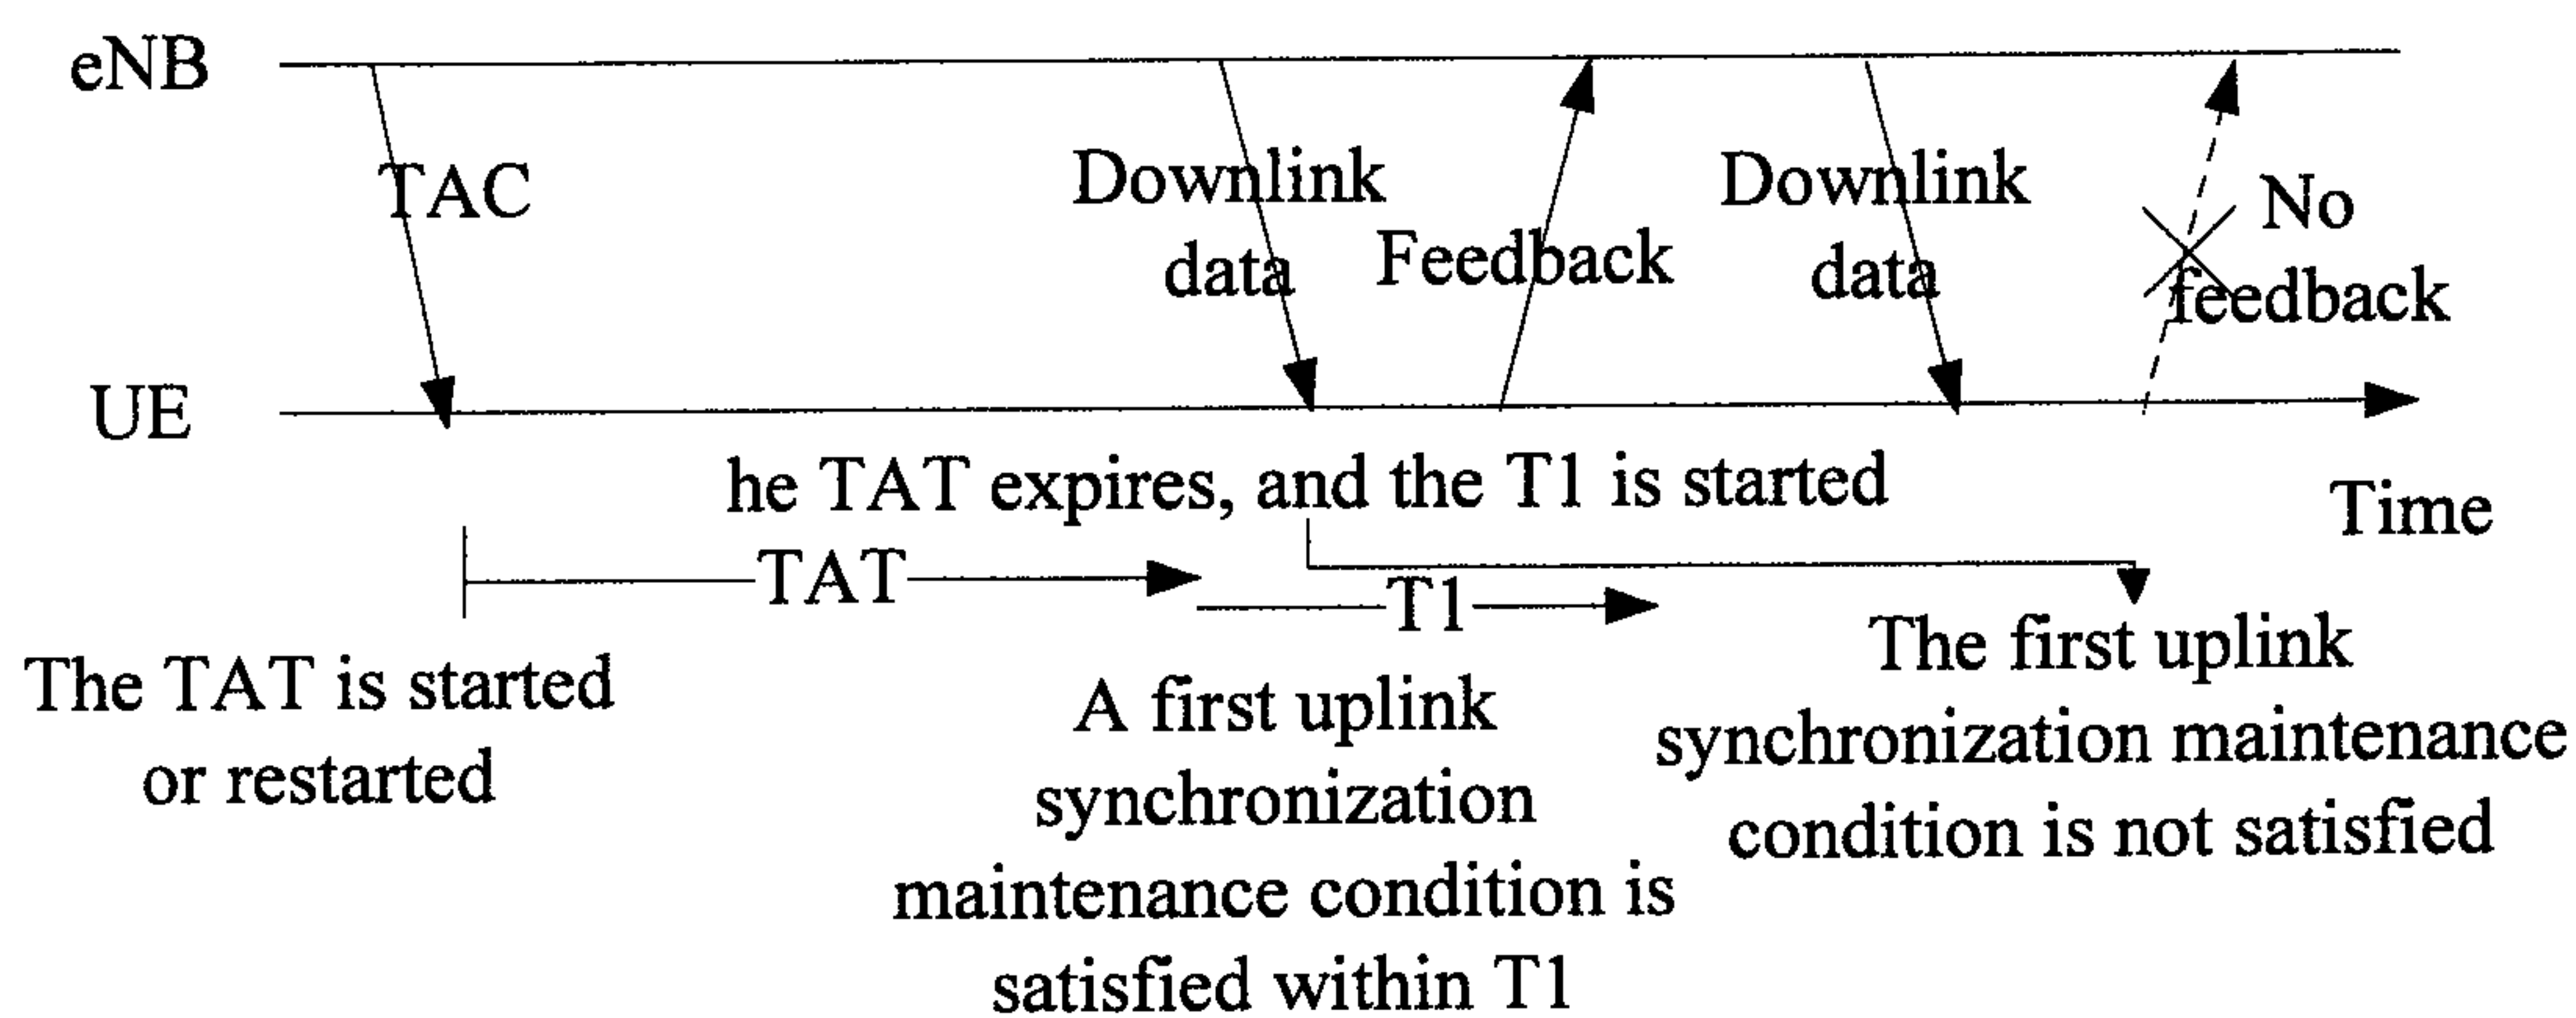 eNB
TAC
Downlink
data
Feedback
Downlink
data
No
feedback
UE
he TAT expires, and the T1 is started
Time
TAT
T1
The TAT is started
or restarted
A first uplink
synchronization
maintenance condition is
satisfied within T1
The first uplink
synchronization maintenance
condition is not satisfied